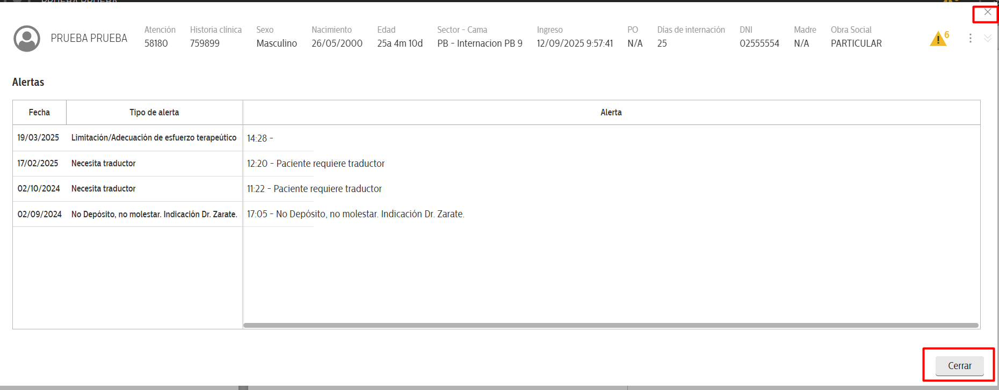 PRUEBA PRUEBA
PRUEBA PRUEBA
Atención Historia clínica Sexo Nacimiento Edad Sector - Cama Ingreso PO Días de internación DNI Madre Obra Social
58180 759899 Masculino 26/05/2000 25a 4m 10d PB - Internacion PB 9 12/09/2025 9:57:41 N/A 25 02555554 N/A PARTICULAR
6
Alertas
Fecha Tipo de alerta Alerta
19/03/2025 Limitación/Adecuación de esfuerzo terapeútico 14:28 -
17/02/2025 Necesita traductor 12:20 - Paciente requiere traductor
02/10/2024 Necesita traductor 11:22 - Paciente requiere traductor
02/09/2024 No Depósito, no molestar. Indicación Dr. Zarate. 17:05 - No Depósito, no molestar. Indicación Dr. Zarate.
Cerrar